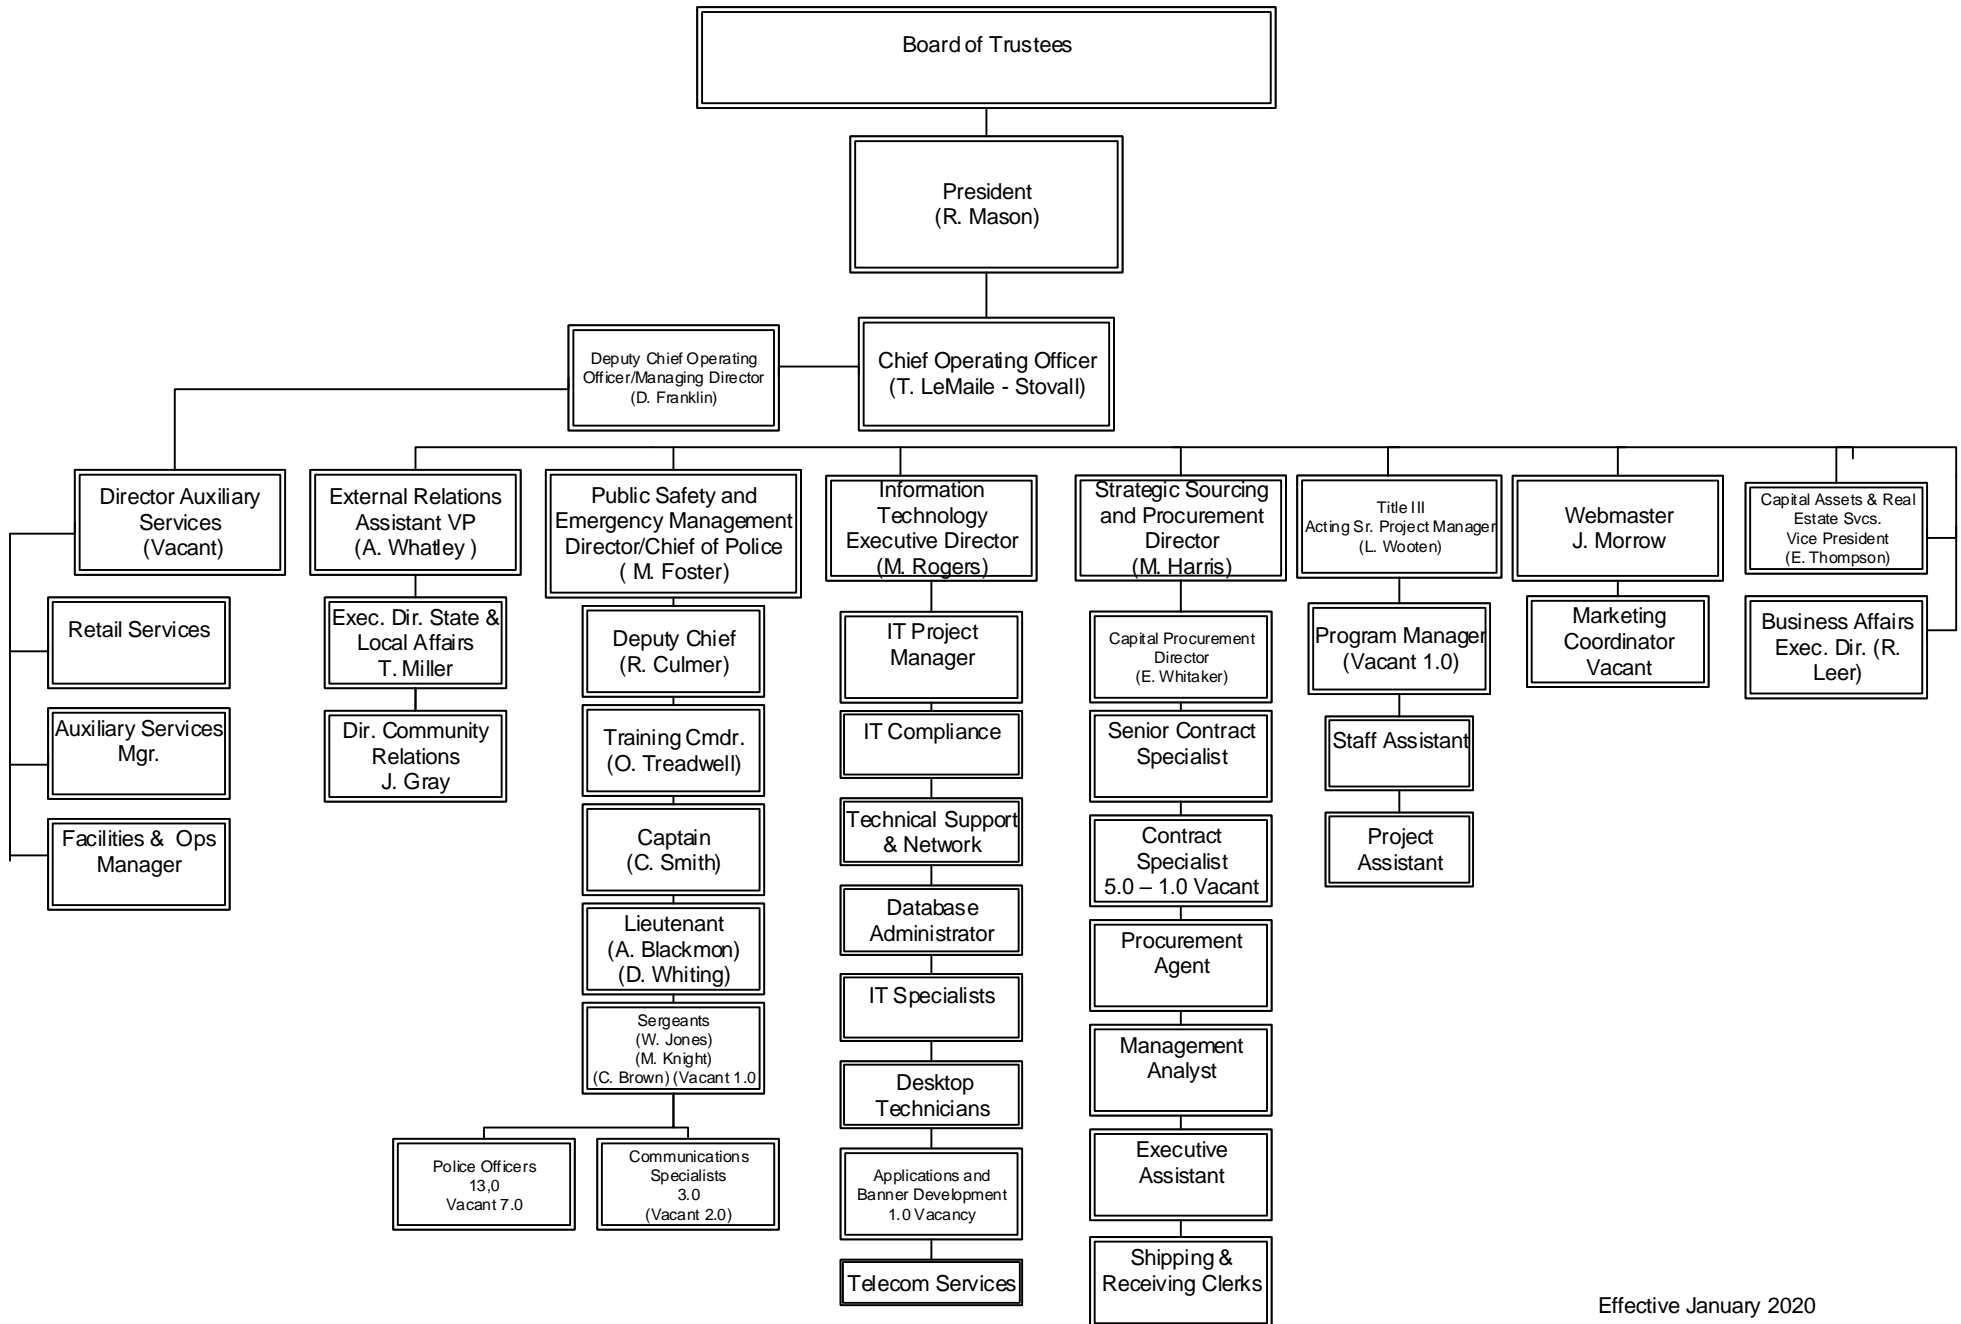 Board of Trustees
President
(R. Mason)
Deputy Chief Operating
Officer/Managing Director
(D. Franklin)
Chief Operating Officer
(T. LeMaile - Stovall)
Director Auxiliary
Services
(Vacant)
Retail Services
Auxiliary Services
Mgr.
Facilities & Ops
Manager
External Relations
Assistant VP
(A. Whatley )
Exec. Dir. State &
Local Affairs
T. Miller
Dir. Community
Relations
J. Gray
Public Safety and
Emergency Management
Director/Chief of Police
( M. Foster)
Deputy Chief
(R. Culmer)
Training Cmdr.
(O. Treadwell)
Captain
(C. Smith)
Lieutenant
(A. Blackmon)
(D. Whiting)
Sergeants
(W. Jones)
(M. Knight)
(C. Brown) (Vacant 1.0
Police Officers
13,0
Vacant 7.0
Communications
Specialists
3.0
(Vacant 2.0)
Information
Technology
Executive Director
(M. Rogers)
IT Project
Manager
IT Compliance
Technical Support
& Network
Database
Administrator
IT Specialists
Desktop
Technicians
Applications and
Banner Development
1.0 Vacancy
Telecom Services
Strategic Sourcing
and Procurement
Director
(M. Harris)
Capital Procurement
Director
(E. Whitaker)
Senior Contract
Specialist
Contract
Specialist
5.0 – 1.0 Vacant
Procurement
Agent
Management
Analyst
Executive
Assistant
Shipping &
Receiving Clerks
Title III
Acting Sr. Project Manager
(L. Wooten)
Program Manager
(Vacant 1.0)
Staff Assistant
Project
Assistant
Webmaster
J. Morrow
Marketing
Coordinator
Vacant
Capital Assets & Real
Estate Svcs.
Vice President
(E. Thompson)
Business Affairs
Exec. Dir. (R.
Leer)
Effective January 2020